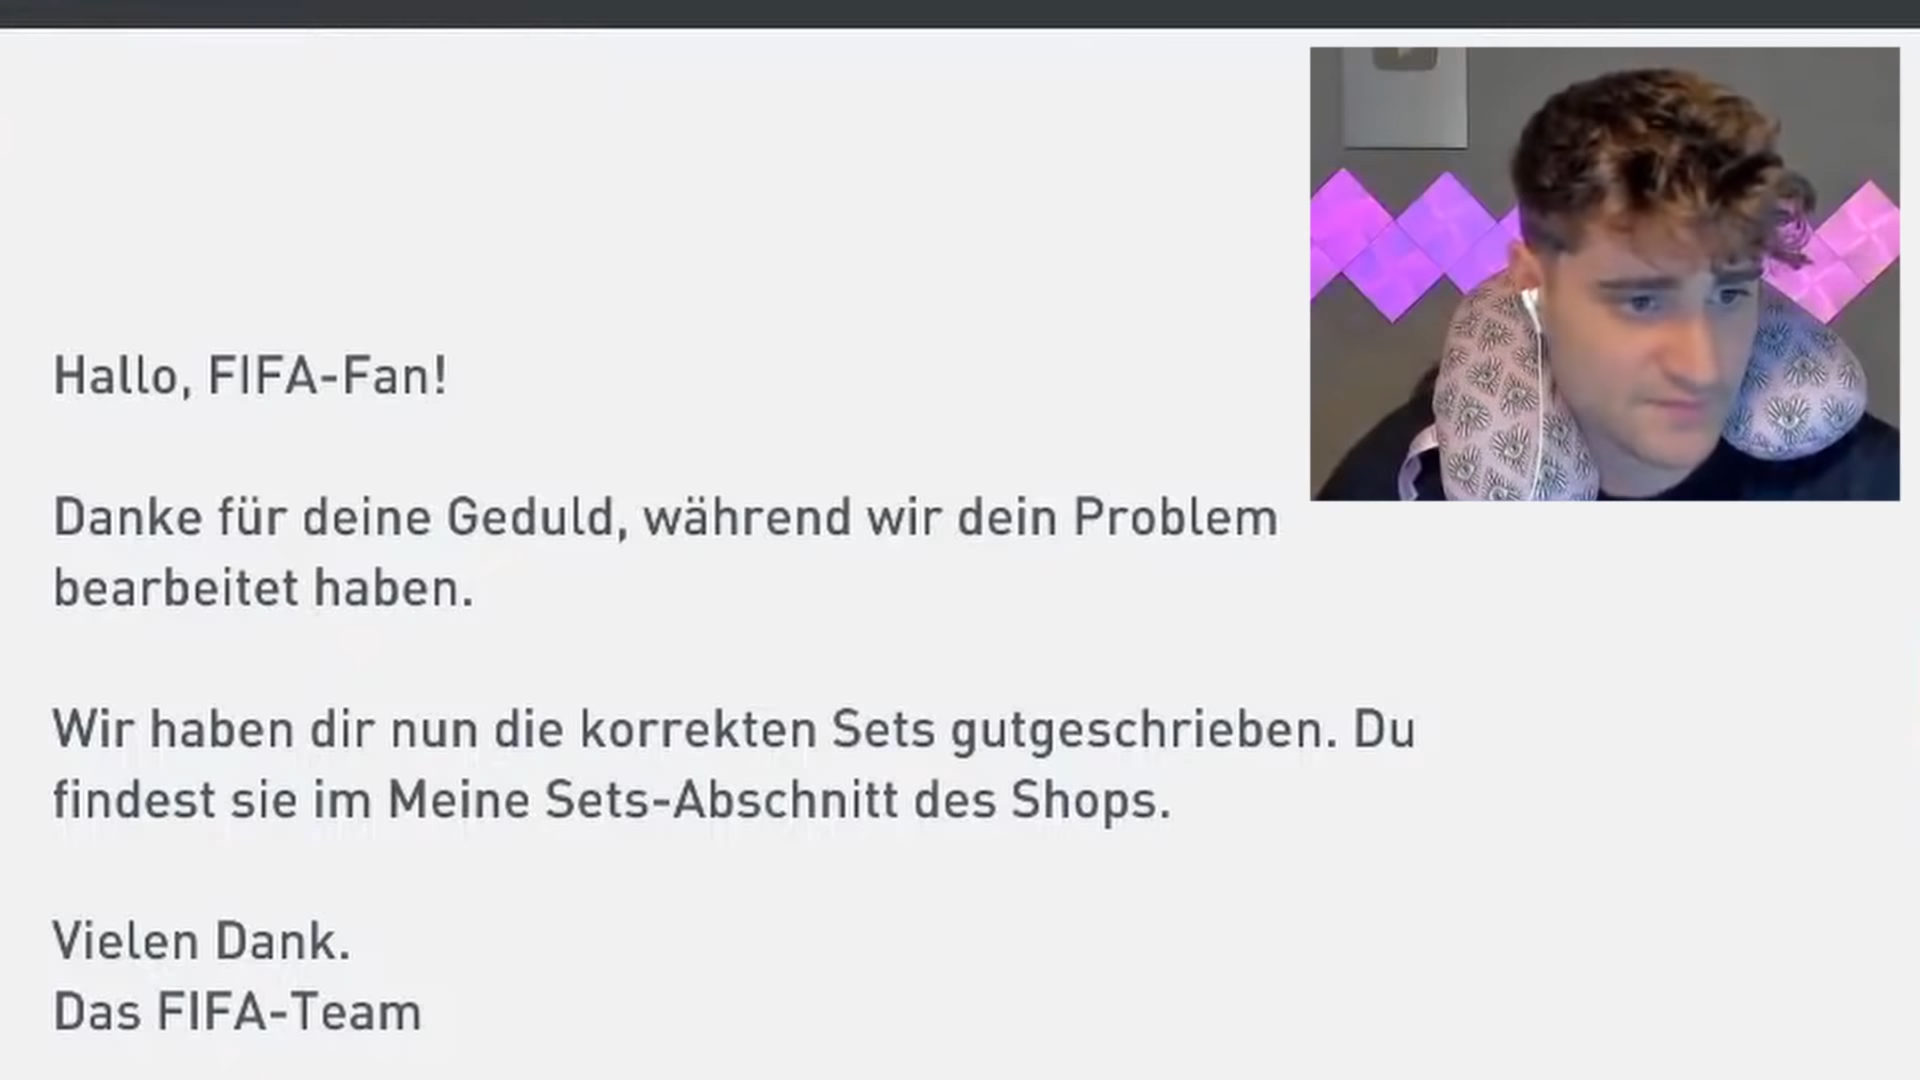 Hallo, FIFA-Fan!
Danke für deine Geduld, während wir dein Problem
bearbeitet haben.
Wir haben dir nun die korrekten Sets gutgeschrieben. Du
findest sie im Meine Sets-Abschnitt des Shops.
Vielen Dank.
Das FIFA-Team